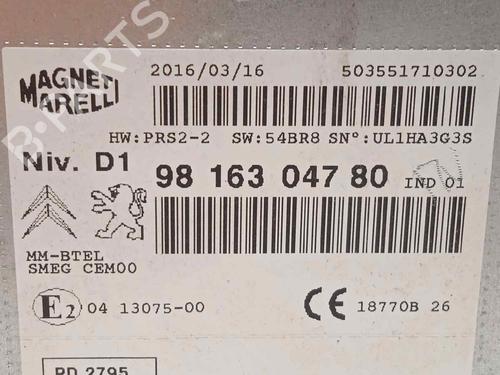 2016/03/16 503551710302
MAGNETI MARELLI
HW:PRS2-2 SW:54BR8 SN°:UL1HA3G3S
Niv. D1 98 163 047 80 IND 01
MM-BTEL
SMEG CEM00
E2 04 13075-00 CE 18770B 26
RD 2795
B-Parts